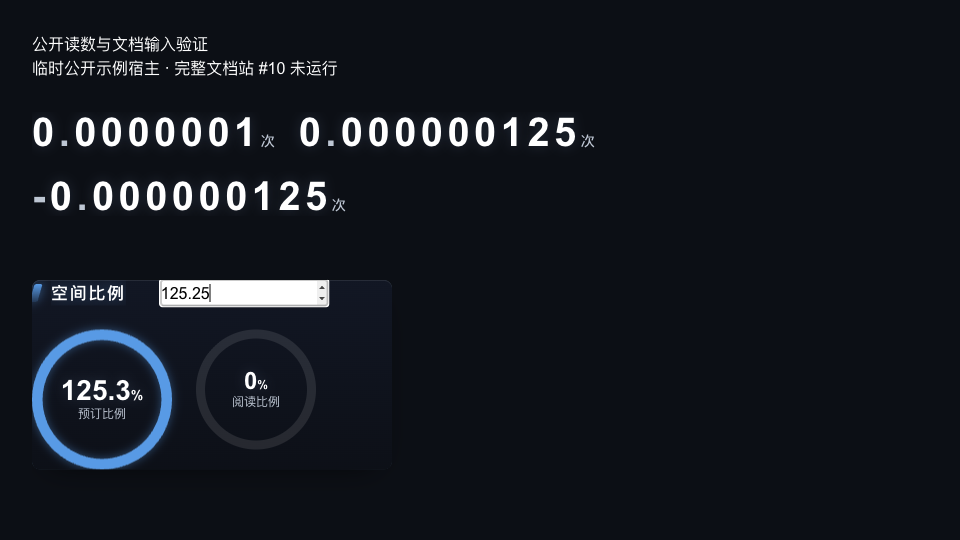 公开读数与文档输入验证
临时公开示例宿主 · 完整文档站 #10 未运行
0.0000001次 0.000000125次
-0.000000125次
空间比例 125.25
125.3% 0%
预订比例 阅读比例